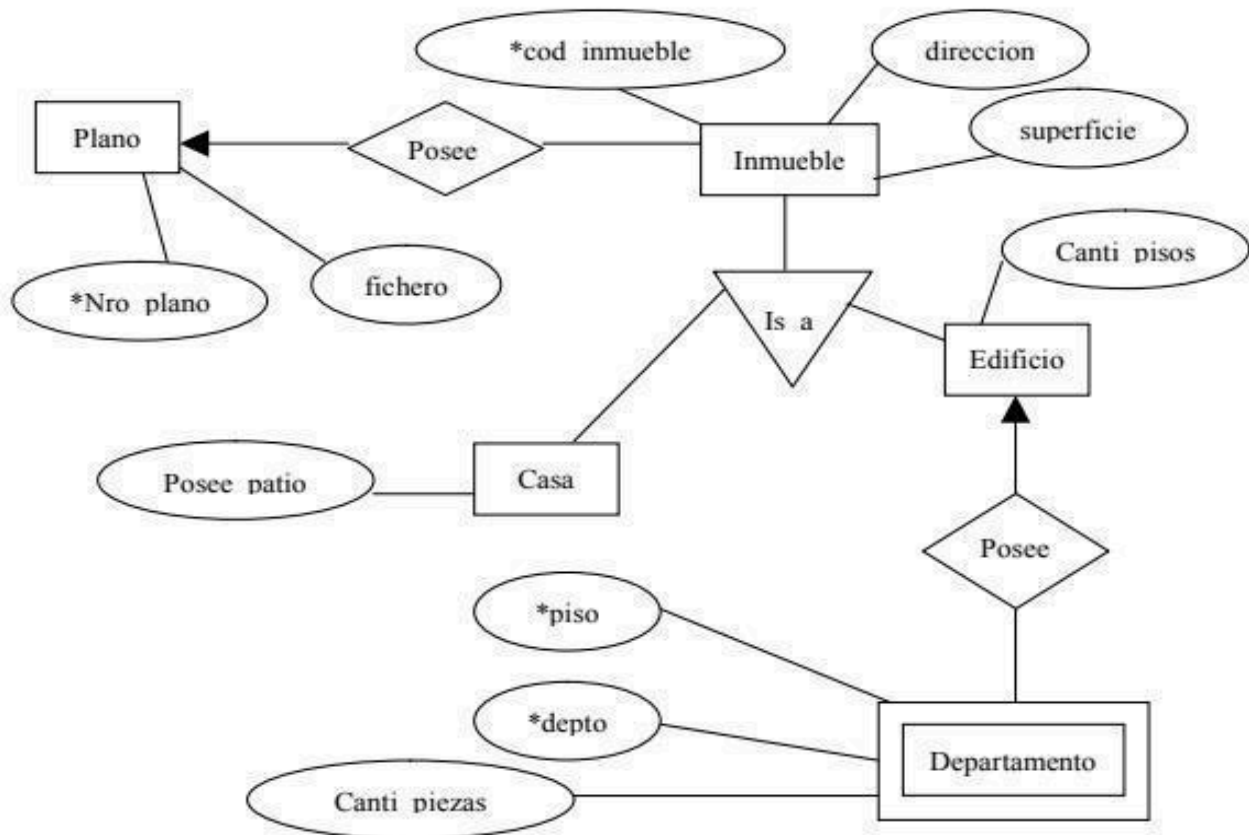 *cod inmueble
direccion
superficie
Plano
Posee
Inmueble
Canti pisos
*Nro plano
fichero
Is a
Edificio
Posee patio
Casa
Posee
*piso
*depto
Departamento
Canti piezas